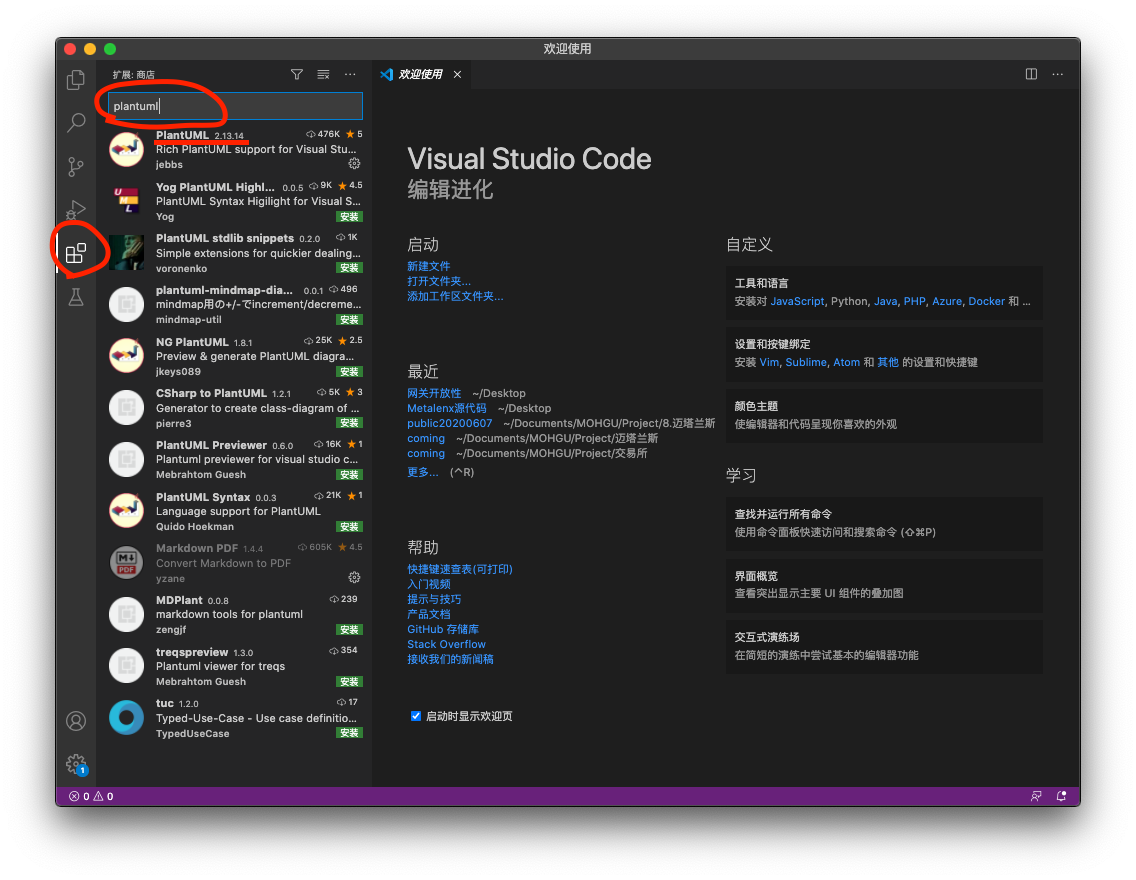 欢迎使用
扩展: 商店
plantuml
PlantUML 2.13.14 476K ★ 5
Rich PlantUML support for Visual Stu...
jebbs
Yog PlantUML Highl... 0.0.5 9K ★ 4.5
PlantUML Syntax Higilight for Visual S...
Yog 安装
PlantUML stdlib snippets 0.2.0 1K
Simple extensions for quickier dealing...
voronenko 安装
plantuml-mindmap-dia... 0.0.1 496
mindmap用の+/-でincrement/decreme...
mindmap-util 安装
NG PlantUML 1.8.1 25K ★ 2.5
Preview & generate PlantUML diagra...
jkeys089 安装
CSharp to PlantUML 1.2.1 5K ★ 3
Generator to create class-diagram of ...
pierre3 安装
PlantUML Previewer 0.6.0 16K ★ 1
Plantuml previewer for visual studio c...
Mebrahtom Guesh 安装
PlantUML Syntax 0.0.3 21K ★ 1
Language support for PlantUML
Quido Hoekman 安装
Markdown PDF 1.4.4 605K ★ 4.5
Convert Markdown to PDF
yzane
MDPlant 0.0.8 239
markdown tools for plantuml
zengjf 安装
treqspreview 1.3.0 354
Plantuml viewer for treqs
Mebrahtom Guesh 安装
tuc 1.2.0 17
Typed-Use-Case - Use case definitio...
TypedUseCase 安装
欢迎使用
Visual Studio Code
编辑进化
启动
新建文件
打开文件夹...
添加工作区文件夹...
最近
网关开放性 ~/Desktop
Metalenx源代码 ~/Desktop
public20200607 ~/Documents/MOHGU/Project/8.迈塔兰斯
coming ~/Documents/MOHGU/Project/迈塔兰斯
coming ~/Documents/MOHGU/Project/交易所
更多... (^R)
帮助
快捷键速查表(可打印)
入门视频
提示与技巧
产品文档
GitHub 存储库
Stack Overflow
接收我们的新闻稿
启动时显示欢迎页
自定义
工具和语言
安装对 JavaScript, Python, Java, PHP, Azure, Docker 和 ...
设置和按键绑定
安装 Vim, Sublime, Atom 和 其他 的设置和快捷键
颜色主题
使编辑器和代码呈现你喜欢的外观
学习
查找并运行所有命令
使用命令面板快速访问和搜索命令 (⇧⌘P)
界面概览
查看突出显示主要 UI 组件的叠加图
交互式演练场
在简短的演练中尝试基本的编辑器功能
1
0 0